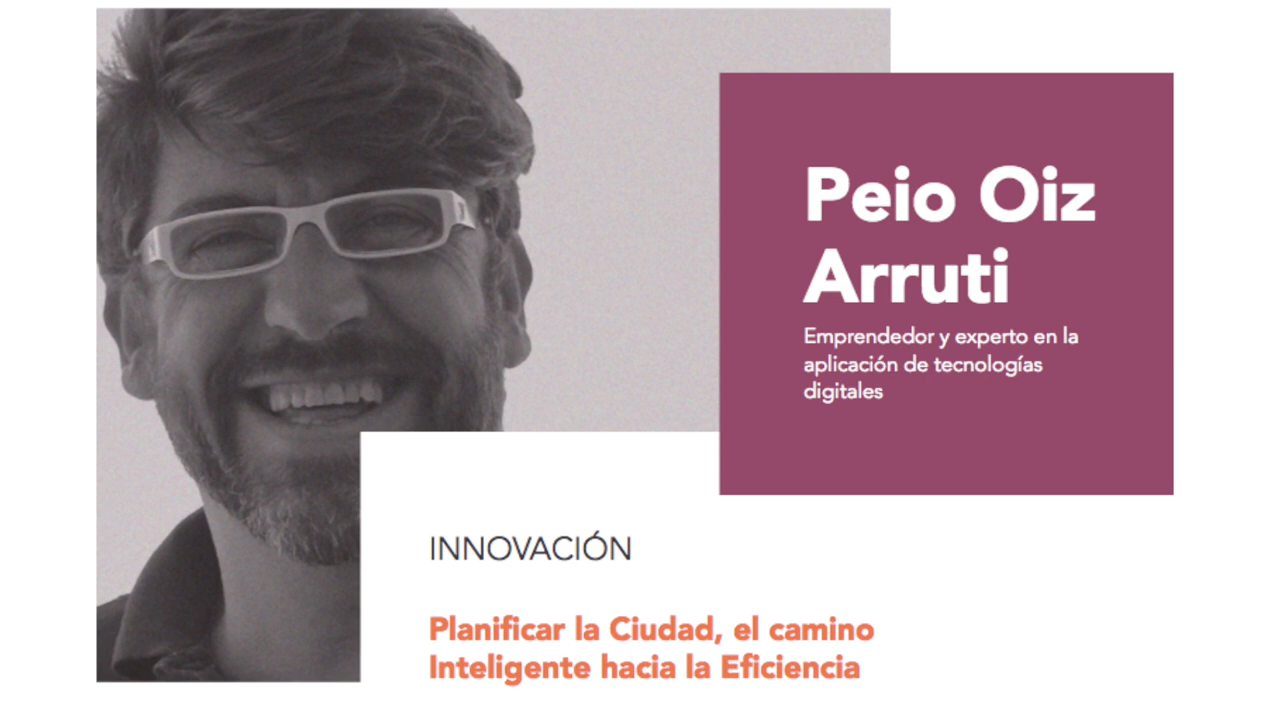 Peio Oiz
Arruti
Emprendedor y experto en la
aplicación de tecnologías
digitales
INNOVACIÓN
Planificar la Ciudad, el camino
Inteligente hacia la Eficiencia